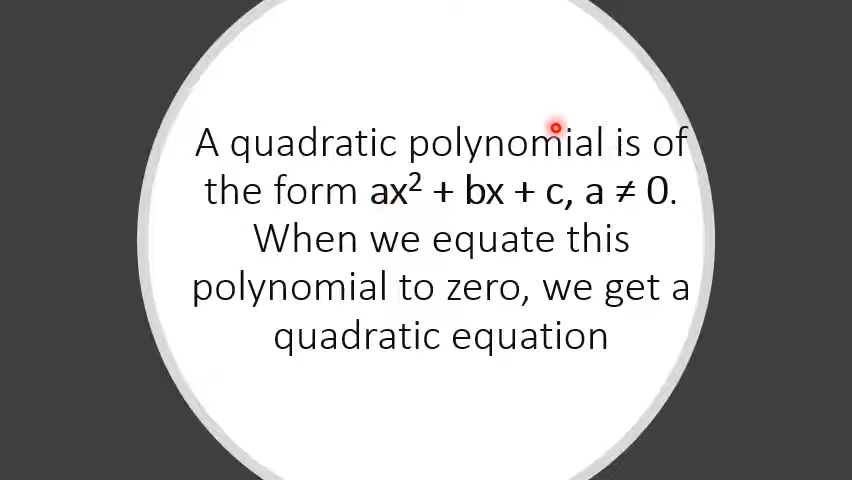 A quadratic polynomial is of
the form ax² + bx + c, a ≠ 0.
When we equate this
polynomial to zero, we get a
quadratic equation